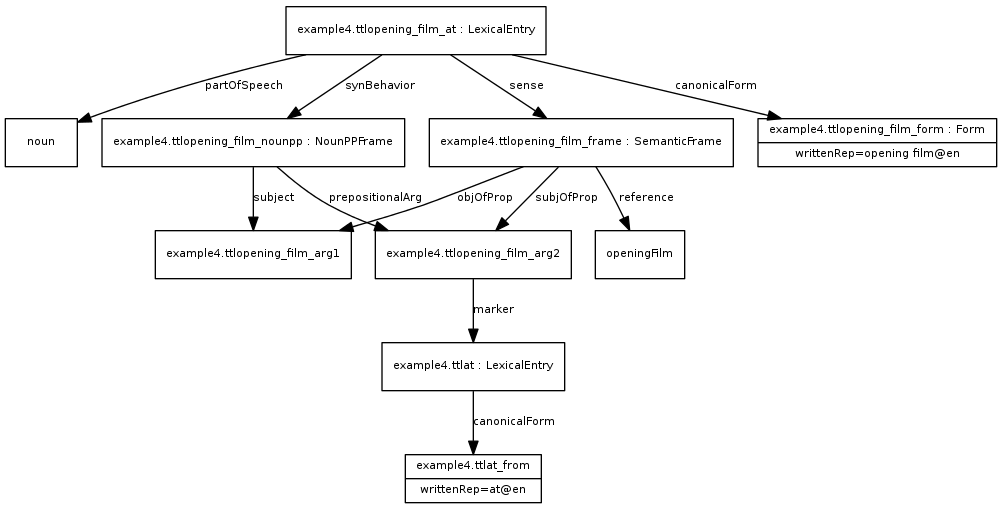 example4.ttlopening_film_at : LexicalEntry
partOfSpeech
synBehavior
sense
canonicalForm
noun
example4.ttlopening_film_nounpp : NounPPFrame
example4.ttlopening_film_frame : SemanticFrame
example4.ttlopening_film_form : Form
writtenRep=opening film@en
subject
prepositionalArg
objOfProp
subjOfProp
reference
example4.ttlopening_film_arg1
example4.ttlopening_film_arg2
openingFilm
marker
example4.ttlat : LexicalEntry
canonicalForm
example4.ttlat_from
writtenRep=at@en